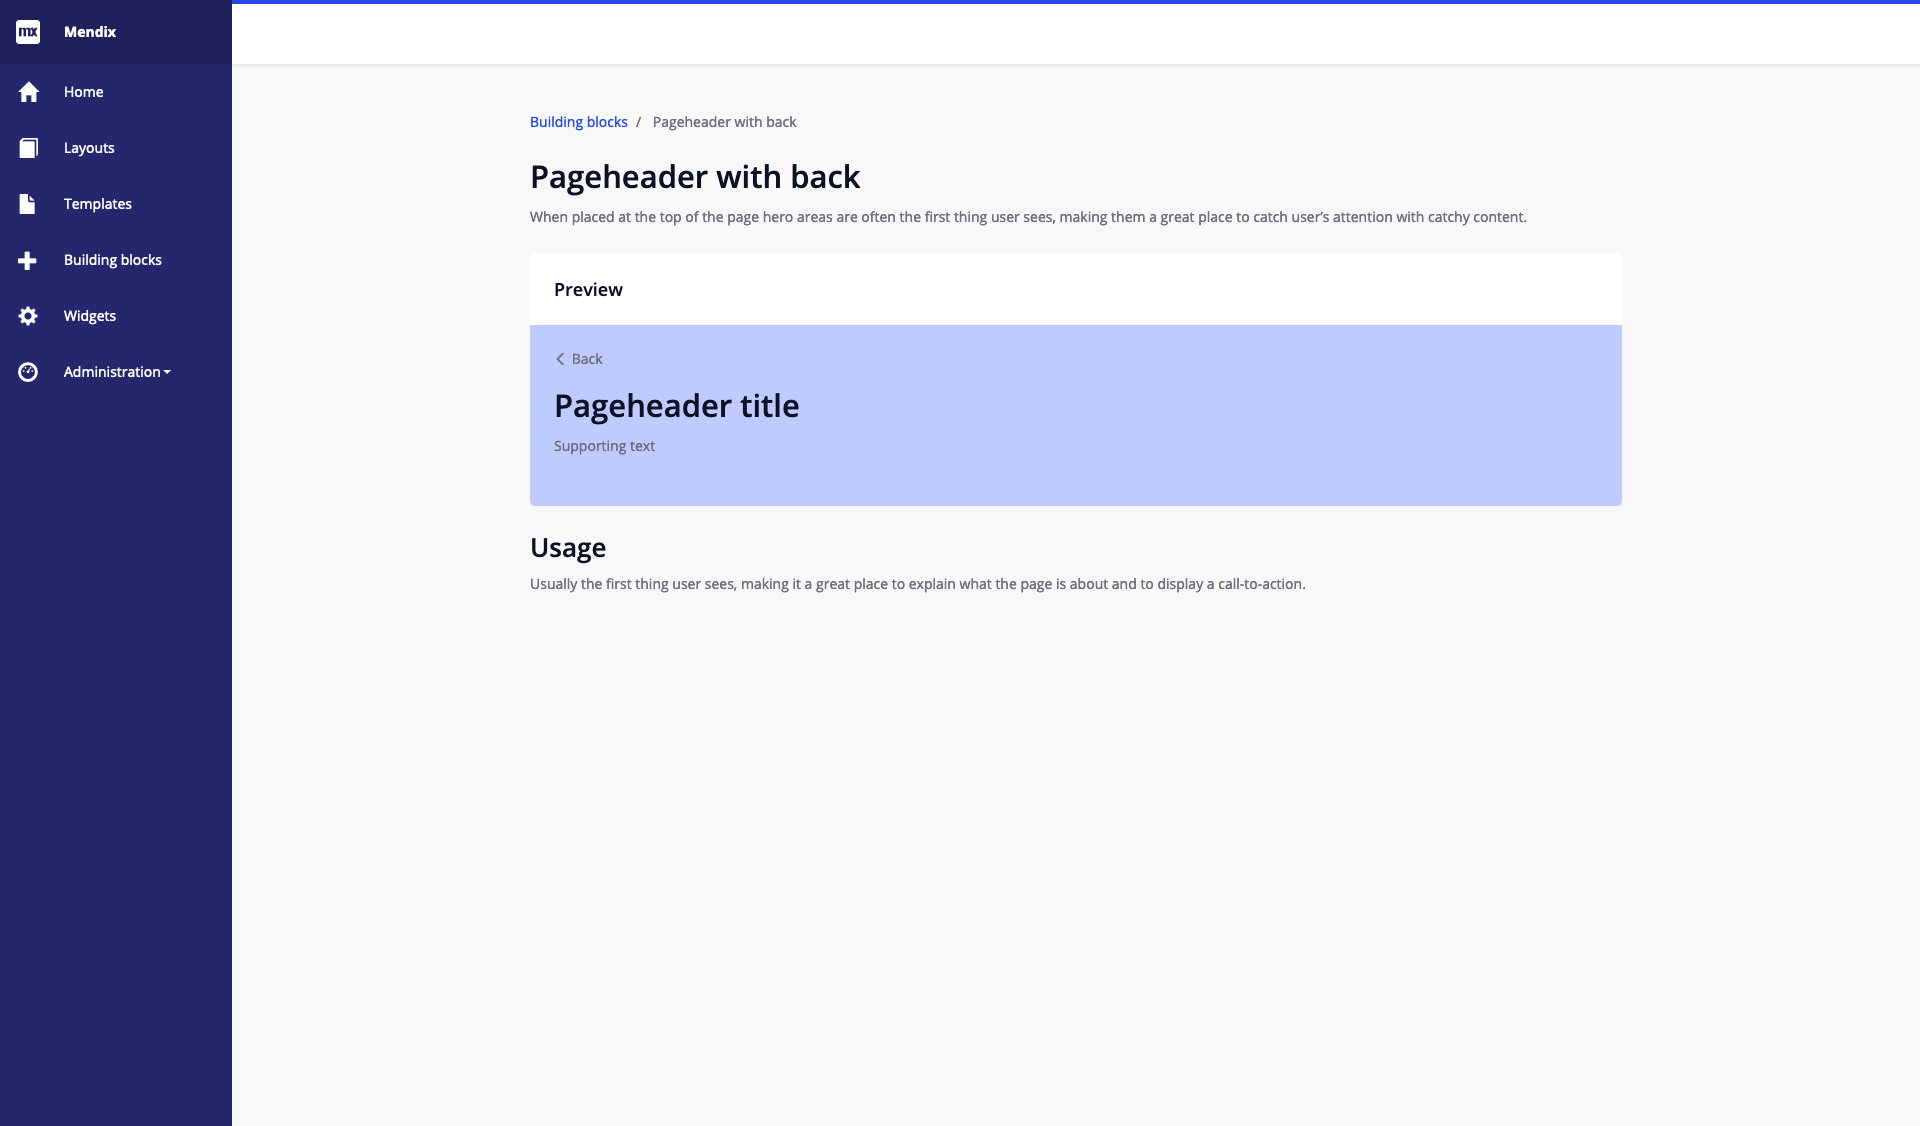 mx Mendix
Home
Layouts
Templates
Building blocks
Widgets
Administration
Building blocks / Pageheader with back
Pageheader with back
When placed at the top of the page hero areas are often the first thing user sees, making them a great place to catch user’s attention with catchy content.
Preview
Back
Pageheader title
Supporting text
Usage
Usually the first thing user sees, making it a great place to explain what the page is about and to display a call-to-action.